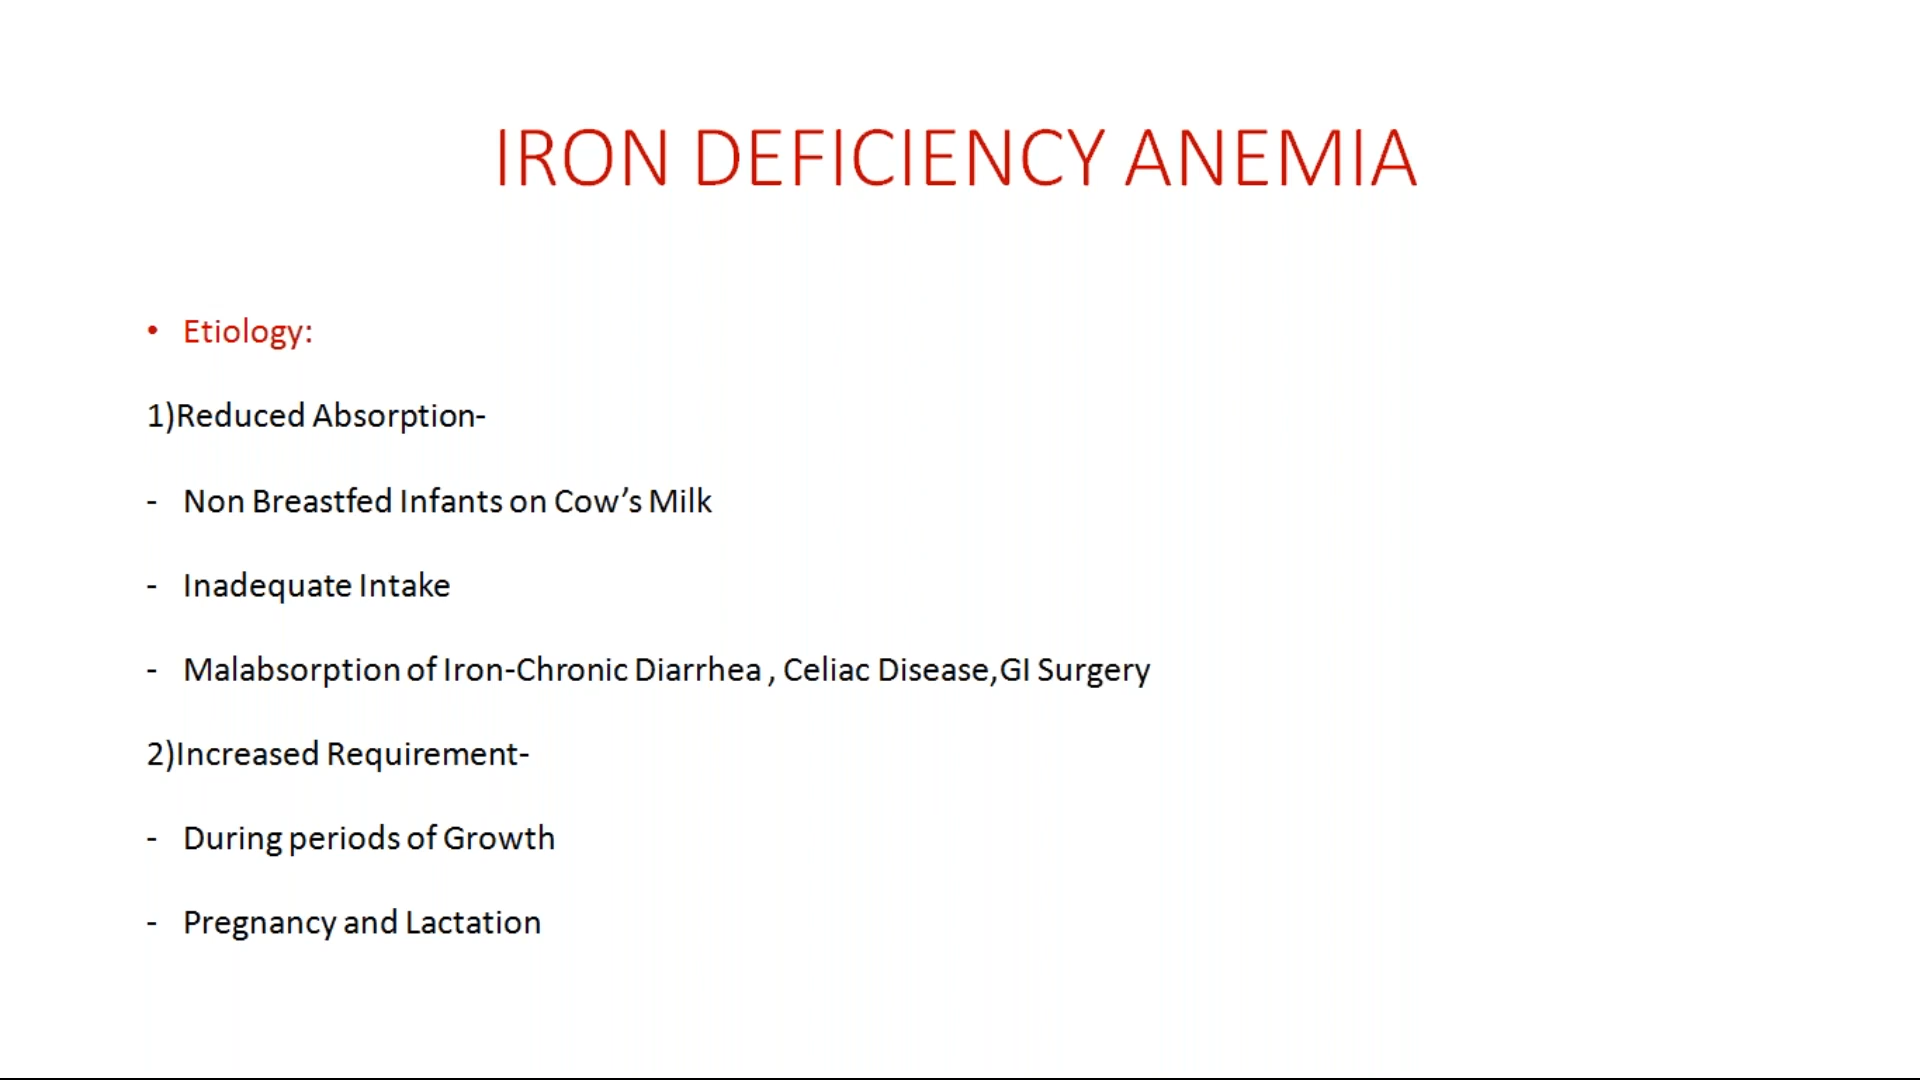 IRON DEFICIENCY ANEMIA
• Etiology:
1)Reduced Absorption-
- Non Breastfed Infants on Cow’s Milk
- Inadequate Intake
- Malabsorption of Iron-Chronic Diarrhea , Celiac Disease,GI Surgery
2)Increased Requirement-
- During periods of Growth
- Pregnancy and Lactation